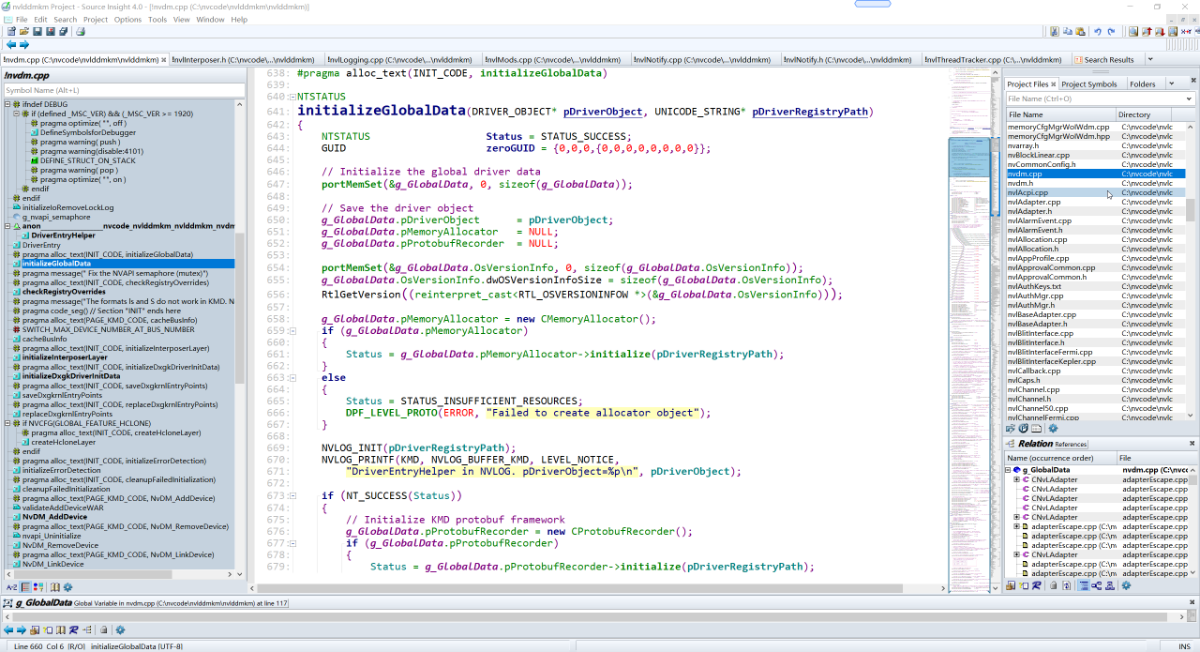 nvlddmkm Project - Source Insight 4.0 - [!nvdm.cpp (C:\nvcode\nvlddmkm\nvlddmkm)]
File Edit Search Project Options Tools View Window Help
!nvdm.cpp (C:\nvcode\nvlddmkm\nvlddmkm) × !nvlInterposer.h (C:\nvcode\...\nvlddmkm) !nvlLogging.cpp (C:\nvcode\...\nvlddmkm) !nvlMods.cpp (C:\nvcode\...\nvlddmkm) !nvlNotify.cpp (C:\nvcode\...\nvlddmkm) !nvlNotify.h (C:\nvcode\...\nvlddmkm) !nvlThreadTracker.cpp (C:\nvcode\...\nvlddmkm) Search Results
!nvdm.cpp
Symbol Name (Alt+L)
ifndef DEBUG
if (defined _MSC_VER) && (_MSC_VER >= 1920)
pragma optimize( "", off )
DefineSymbolsforDebugger
pragma warning( push )
pragma warning(disable:4101)
DEFINE_STRUCT_ON_STACK
pragma warning( pop )
pragma optimize( "", on )
endif
endif
initializeIoRemoveLockLog
g_nvapi_semaphore
anon__________nvcode_nvlddmkm_nvlddmkm_nvdm
DriverEntryHelper
DriverEntry
pragma alloc_text(INIT_CODE, initializeGlobalData)
initializeGlobalData
pragma message(" Fix the NVAPI semaphore (mutex)")
pragma alloc_text(INIT_CODE, checkRegistryOverrides)
checkRegistryOverrides
pragma message("The formats ls and S do not work in KMD. N
pragma code_seg() // Section "INIT" ends here
pragma alloc_text(PAGE_KMD_CODE, cacheBusInfo)
SWITCH_MAX_DEVICE_NUMBER_AT_BUS_NUMBER
cacheBusInfo
pragma alloc_text(INIT_CODE, initializeInterposerLayer)
initializeInterposerLayer
pragma alloc_text(INIT_CODE, initializeDxgkDriverInitData)
initializeDxgkDriverInitData
pragma alloc_text(INIT_CODE, saveDxgkrnlEntryPoints)
saveDxgkrnlEntryPoints
pragma alloc_text(INIT_CODE, replaceDxgkrnlEntryPoints)
replaceDxgkrnlEntryPoints
if NVCFG(GLOBAL_FEATURE_HCLONE)
pragma alloc_text(INIT_CODE, createHcloneLayer)
createHcloneLayer
endif
pragma alloc_text(INIT_CODE, initializeErrorDetection)
initializeErrorDetection
pragma alloc_text(INIT_CODE, cleanupFailedInitialization)
cleanupFailedInitialization
pragma alloc_text(PAGE_KMD_CODE, NvDM_AddDevice)
validateAddDeviceWAR
NvDM_AddDevice
pragma alloc_text(PAGE_KMD_CODE, NvDM_RemoveDevice)
nvapi_Uninitialize
NvDM_RemoveDevice
pragma alloc_text(PAGE_KMD_CODE, NvDM_LinkDevice)
NvDM_LinkDevice
638: #pragma alloc_text(INIT_CODE, initializeGlobalData)
639:
640: NTSTATUS
641: initializeGlobalData(DRIVER_OBJECT* pDriverObject, UNICODE_STRING* pDriverRegistryPath)
642: {
643: NTSTATUS Status = STATUS_SUCCESS;
644: GUID zeroGUID = {0,0,0,{0,0,0,0,0,0,0,0}};
645:
646: // Initialize the global driver data
647: portMemSet(&g_GlobalData, 0, sizeof(g_GlobalData));
648:
649: // Save the driver object
650: g_GlobalData.pDriverObject = pDriverObject;
651: g_GlobalData.pMemoryAllocator = NULL;
652: g_GlobalData.pProtobufRecorder = NULL;
653:
654: portMemSet(&g_GlobalData.OsVersionInfo, 0, sizeof(g_GlobalData.OsVersionInfo));
655: g_GlobalData.OsVersionInfo.dwOSVersionInfoSize = sizeof(g_GlobalData.OsVersionInfo);
656: RtlGetVersion((reinterpret_cast<RTL_OSVERSIONINFOW *>(&g_GlobalData.OsVersionInfo)));
657:
658: g_GlobalData.pMemoryAllocator = new CMemoryAllocator();
659: if (g_GlobalData.pMemoryAllocator)
660: {
661: Status = g_GlobalData.pMemoryAllocator->initialize(pDriverRegistryPath);
662: }
663: else
664: {
665: Status = STATUS_INSUFFICIENT_RESOURCES;
666: DPF_LEVEL_PROTO(ERROR, "Failed to create allocator object");
667: }
668:
669: NVLOG_INIT(pDriverRegistryPath);
670: NVLOG_PRINTF(KMD, NVLOG_BUFFER_KMD, LEVEL_NOTICE,
671: "DriverEntryHelper in NVLOG. pDriverObject=%p\n", pDriverObject);
672:
673: if (NT_SUCCESS(Status))
674: {
675: // Initialize KMD protobuf framework
676: g_GlobalData.pProtobufRecorder = new CProtobufRecorder();
677: if (g_GlobalData.pProtobufRecorder)
678: {
679: Status = g_GlobalData.pProtobufRecorder->initialize(pDriverRegistryPath);
Project Files × Project Symbols Folders
File Name (Ctrl+O)
File Name Directory
memoryCfgMgrWolWdm.cpp C:\nvcode\nvlc
memoryCfgMgrWolWdm.hpp C:\nvcode\nvlc
nvarray.h C:\nvcode\nvlc
nvBlockLinear.cpp C:\nvcode\nvlc
nvCommonConfig.h C:\nvcode\nvlc
nvdm.cpp C:\nvcode\nvlc
nvdm.h C:\nvcode\nvlc
nvlAcpi.cpp C:\nvcode\nvlc
nvlAdapter.cpp C:\nvcode\nvlc
nvlAdapter.h C:\nvcode\nvlc
nvlAlarmEvent.cpp C:\nvcode\nvlc
nvlAlarmEvent.h C:\nvcode\nvlc
nvlAllocation.cpp C:\nvcode\nvlc
nvlAllocation.h C:\nvcode\nvlc
nvlAppProfile.cpp C:\nvcode\nvlc
nvlApprovalCommon.cpp C:\nvcode\nvlc
nvlApprovalCommon.h C:\nvcode\nvlc
nvlAuthKeys.txt C:\nvcode\nvlc
nvlAuthMgr.cpp C:\nvcode\nvlc
nvlAuthMgr.h C:\nvcode\nvlc
nvlBaseAdapter.cpp C:\nvcode\nvlc
nvlBaseAdapter.h C:\nvcode\nvlc
nvlBlitInterface.cpp C:\nvcode\nvlc
nvlBlitInterface.h C:\nvcode\nvlc
nvlBlitInterfaceFermi.cpp C:\nvcode\nvlc
nvlBlitInterfaceKepler.cpp C:\nvcode\nvlc
nvlCallback.cpp C:\nvcode\nvlc
nvlCaps.h C:\nvcode\nvlc
nvlChannel.h C:\nvcode\nvlc
nvlChannel50.cpp C:\nvcode\nvlc
nvlChannel.cpp C:\nvcode\nvlc
nvlChannelFermi.cpp C:\nvcode\nvlc
Relation References
Name (occurrence order) File
g_GlobalData nvdm.cpp (C:\nvcc
CNvLAdapter adapterEscape.cpp
CNvLAdapter adapterEscape.cpp
CNvLAdapter adapterEscape.cpp
CNvLAdapter adapterEscape.cpp
CNvLAdapter adapterEscape.cpp
adapterEscape.cpp (C:\n adapterEscape.cpp
adapterEscape.cpp (C:\n adapterEscape.cpp
adapterEscape.cpp (C:\n adapterEscape.cpp
CNvLAdapter adapterEscape.cpp
adapterEscape.cpp (C:\n adapterEscape.cpp
adapterEscape.cpp (C:\n adapterEscape.cpp
g_GlobalData Global Variable in nvdm.cpp (C:\nvcode\nvlddmkm\nvlddmkm) at line 117
Line 660 Col 6 [R/O] initializeGlobalData [UTF-8] INS